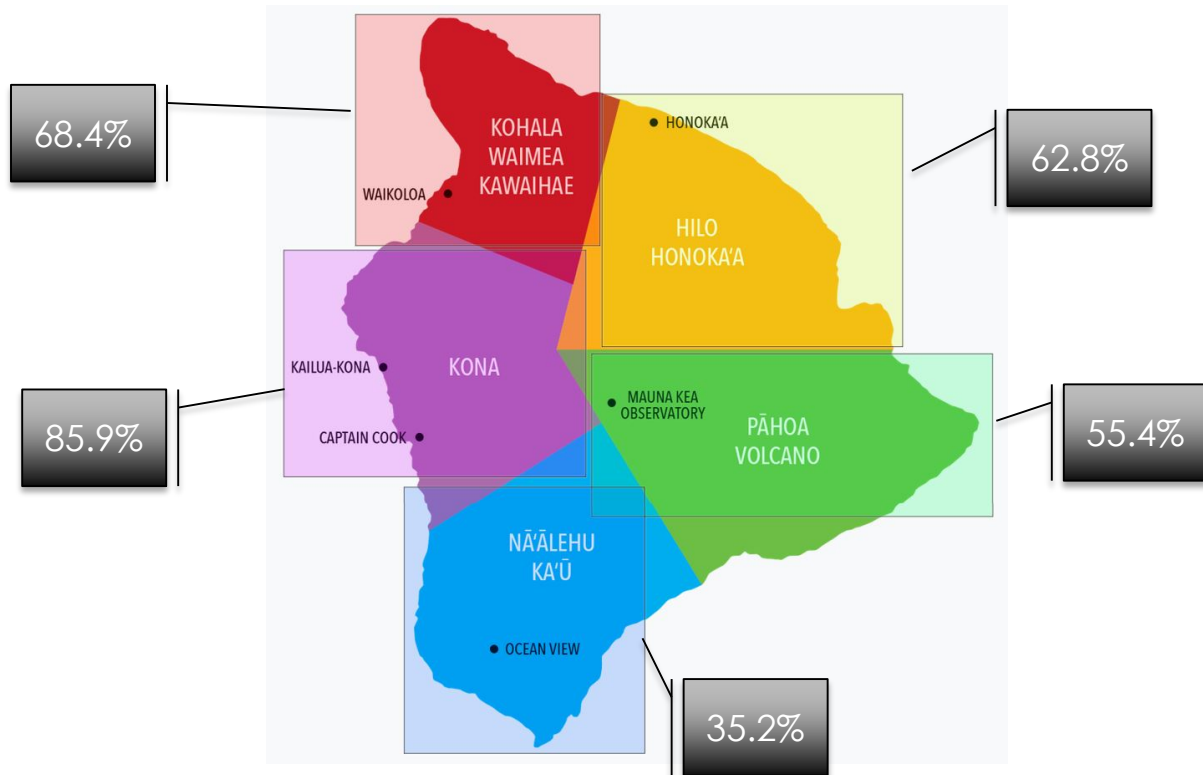 68.4%
KOHALA
WAIMEA
KAWAIHAE
WAIKOLOA
HONOKA‘A
62.8%
HILO
HONOKA‘A
85.9%
KAILUA-KONA
KONA
CAPTAIN COOK
MAUNA KEA
OBSERVATORY
PĀHOA
VOLCANO
55.4%
NĀ‘ĀLEHU
KA‘Ū
OCEAN VIEW
35.2%